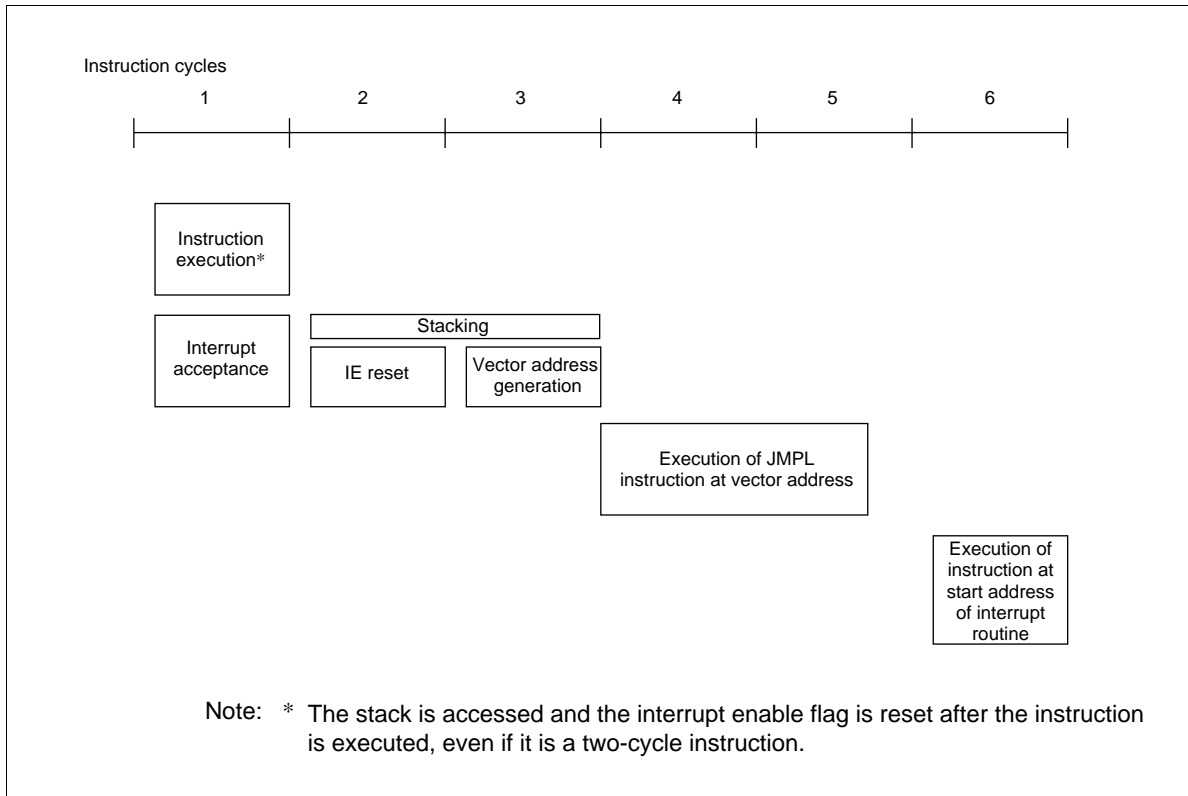 Instruction cycles
1 2 3 4 5 6
Instruction
execution*
Interrupt
acceptance
Stacking
IE reset
Vector address
generation
Execution of JMPL
instruction at vector address
Execution of
instruction at
start address
of interrupt
routine
Note: * The stack is accessed and the interrupt enable flag is reset after the instruction
is executed, even if it is a two-cycle instruction.